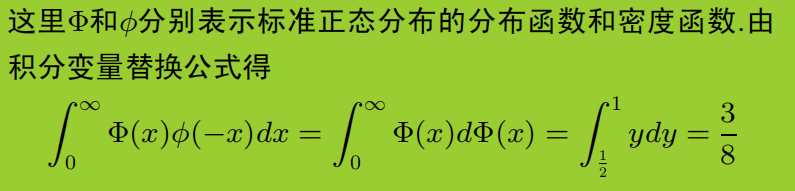 这里Φ和ϕ分别表示标准正态分布的分布函数和密度函数.由
积分变量替换公式得
∫_0^∞ Φ(x)ϕ(−x)dx = ∫_0^∞ Φ(x)dΦ(x) = ∫_{1/2}^1 ydy = 3/8